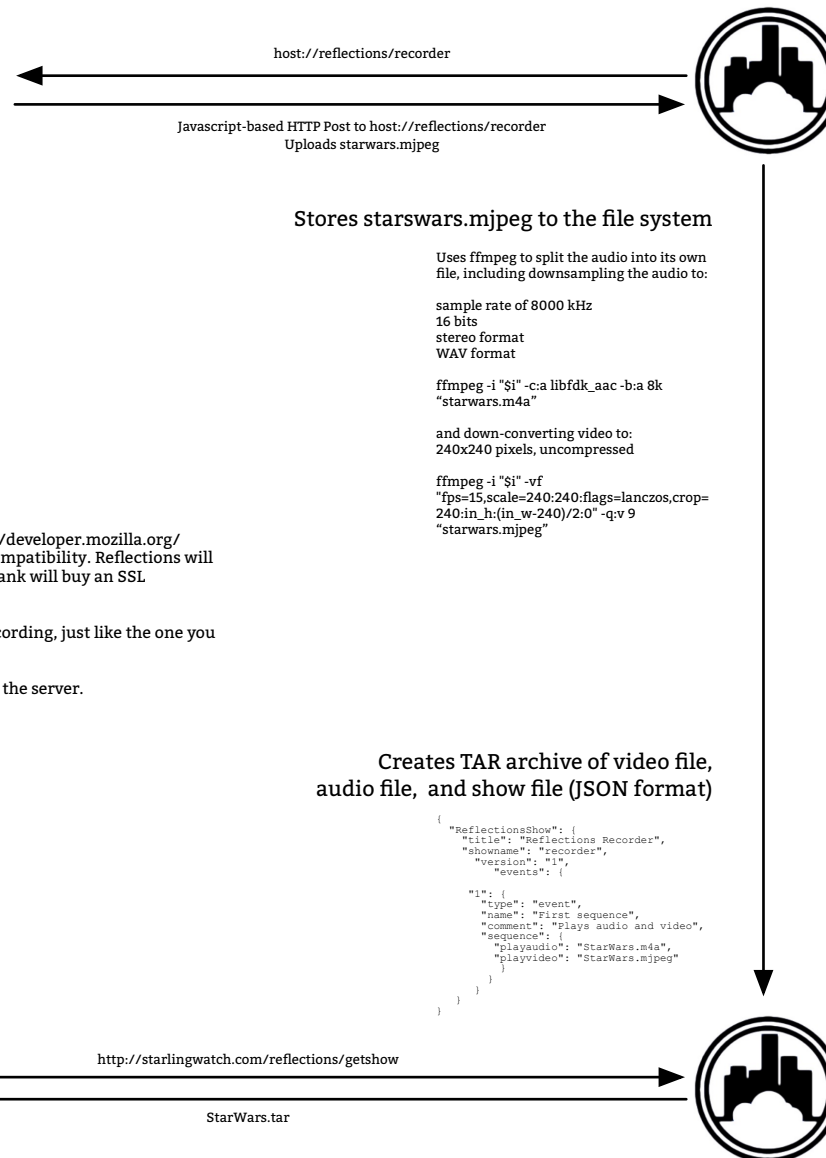 host://reflections/recorder
Javascript-based HTTP Post to host://reflections/recorder
Uploads starwars.mjpeg
Stores starswars.mjpeg to the file system
Uses ffmpeg to split the audio into its own
file, including downsampling the audio to:
sample rate of 8000 kHz
16 bits
stereo format
WAV format
ffmpeg -i "$i" -c:a libfdk_aac -b:a 8k
“starwars.m4a”
and down-converting video to:
240x240 pixels, uncompressed
ffmpeg -i "$i" -vf
"fps=15,scale=240:240:flags=lanczos,crop=
240:in_h:(in_w-240)/2:0" -q:v 9
“starwars.mjpeg”
/developer.mozilla.org/
mpatibility. Reflections will
ank will buy an SSL
cording, just like the one you
the server.
Creates TAR archive of video file,
audio file, and show file (JSON format)
{
"ReflectionsShow": {
"title": "Reflections Recorder",
"showname": "recorder",
"version": "1",
"events": {
"1": {
"type": "event",
"name": "First sequence",
"comment": "Plays audio and video",
"sequence": {
"playaudio": "StarWars.m4a",
"playvideo": "StarWars.mjpeg"
}
}
}
}
}
http://starlingwatch.com/reflections/getshow
StarWars.tar